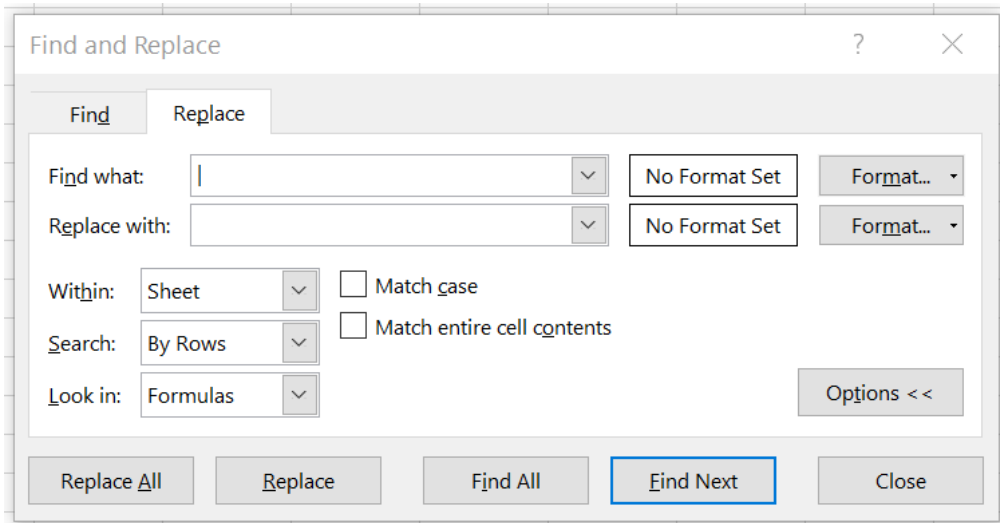 Find and Replace ?
Find Replace
Find what: No Format Set Format...
Replace with: No Format Set Format...
Within: Sheet Match case
Match entire cell contents
Search: By Rows
Look in: Formulas Options <<
Replace All Replace Find All Find Next Close